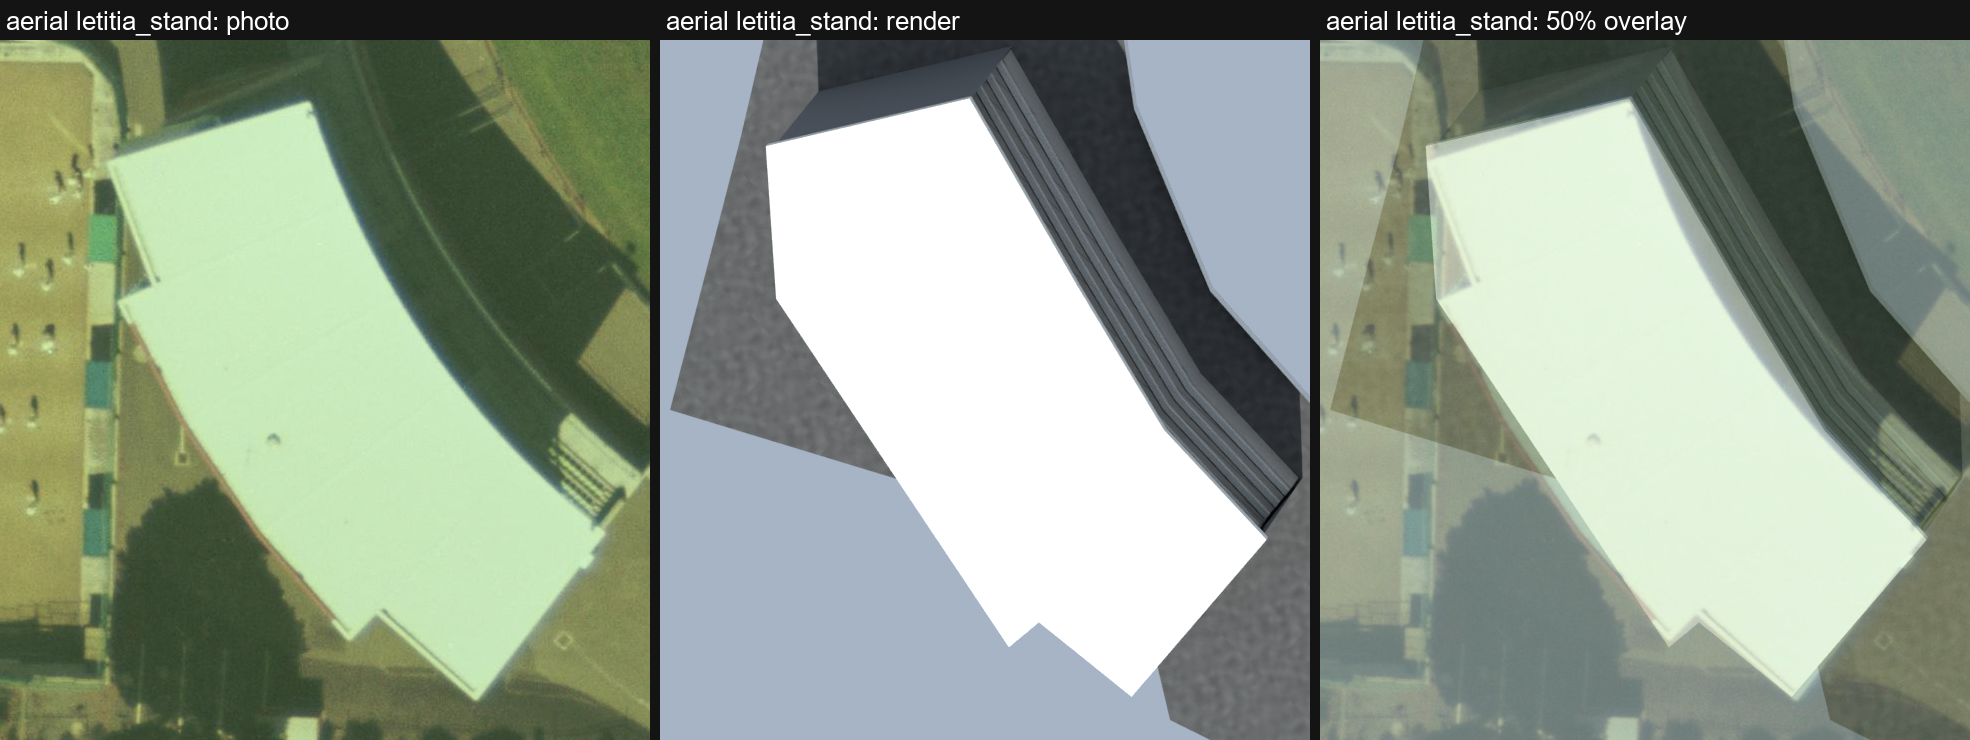 aerial letitia_stand: photo
aerial letitia_stand: render
aerial letitia_stand: 50% overlay